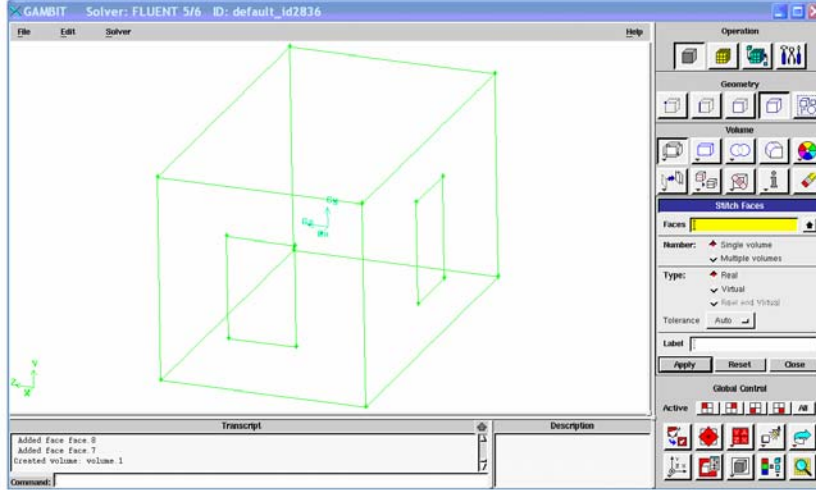 GAMBIT Solver: FLUENT 5/6 ID: default_id2836
File Edit Solver Help
Operation
Geometry
Volume
Stitch Faces
Faces
Number: Single volume
Multiple volumes
Type: Real
Virtual
Real and Virtual
Tolerance Auto
Label
Apply Reset Close
Global Control
Active All
Y
Z
X
Transcript Description
Added face face.8
Added face face.7
Created volume: volume.1
Command: